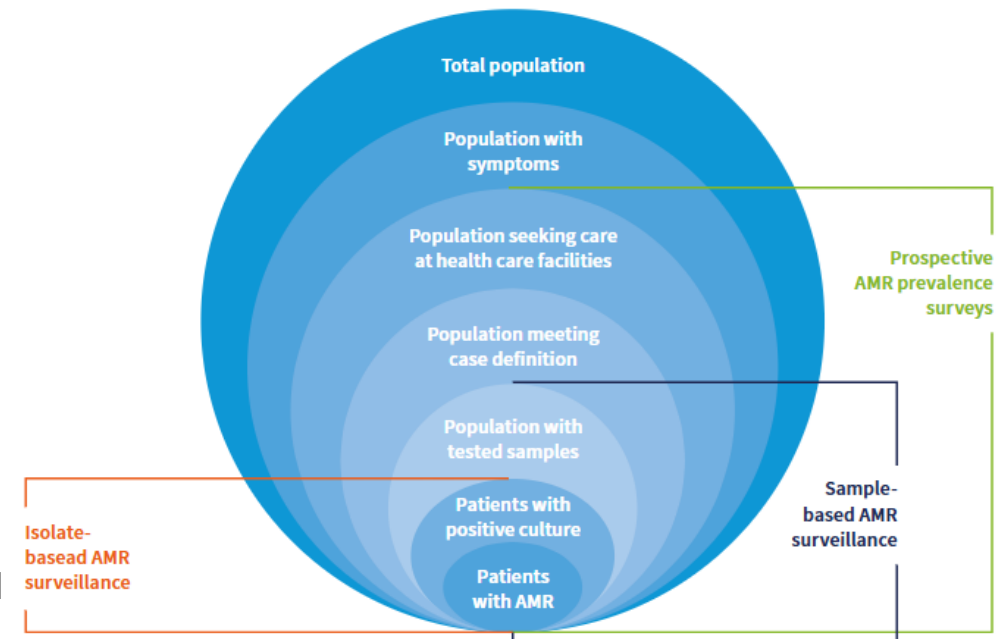 Total population
Population with
symptoms
Population seeking care
at health care facilities
Prospective
AMR prevalence
surveys
Population meeting
case definition
Population with
tested samples
Sample-
based AMR
surveillance
Patients with
positive culture
Isolate-
basead AMR
surveillance
Patients
with AMR